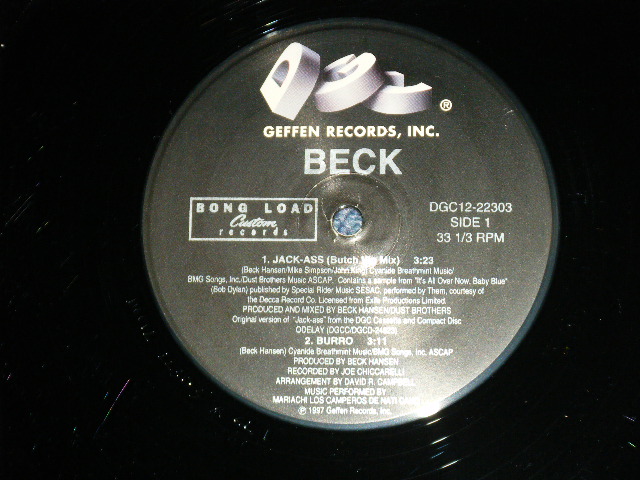 DGC
®
GEFFEN RECORDS, INC.
BECK
BONG LOAD
Custom
records
DGC12-22303
SIDE 1
33 1/3 RPM
1. JACK-ASS (Butch Vig Mix) 3:23
(Beck Hansen/Mike Simpson/John King) Cyanide Breathmint Music/
BMG Songs, Inc./Dust Brothers Music ASCAP. Contains a sample from "It's All Over Now, Baby Blue"
(Bob Dylan) published by Special Rider Music SESAC, performed by Them, courtesy of
the Decca Record Co. Licensed from Exile Productions Limited.
PRODUCED AND MIXED BY BECK HANSEN/DUST BROTHERS
Original version of "Jack-ass" from the DGC Cassette and Compact Disc
ODELAY (DGCC/DGCD-24823)
2. BURRO 3:11
(Beck Hansen) Cyanide Breathmint Music/BMG Songs, Inc. ASCAP
PRODUCED BY BECK HANSEN
RECORDED BY JOE CHICCARELLI
ARRANGEMENT BY DAVID R. CAMPBELL
MUSIC PERFORMED BY
MARIACHI LOS CAMPEROS DE NATI CANO
℗ 1997 Geffen Records, Inc.